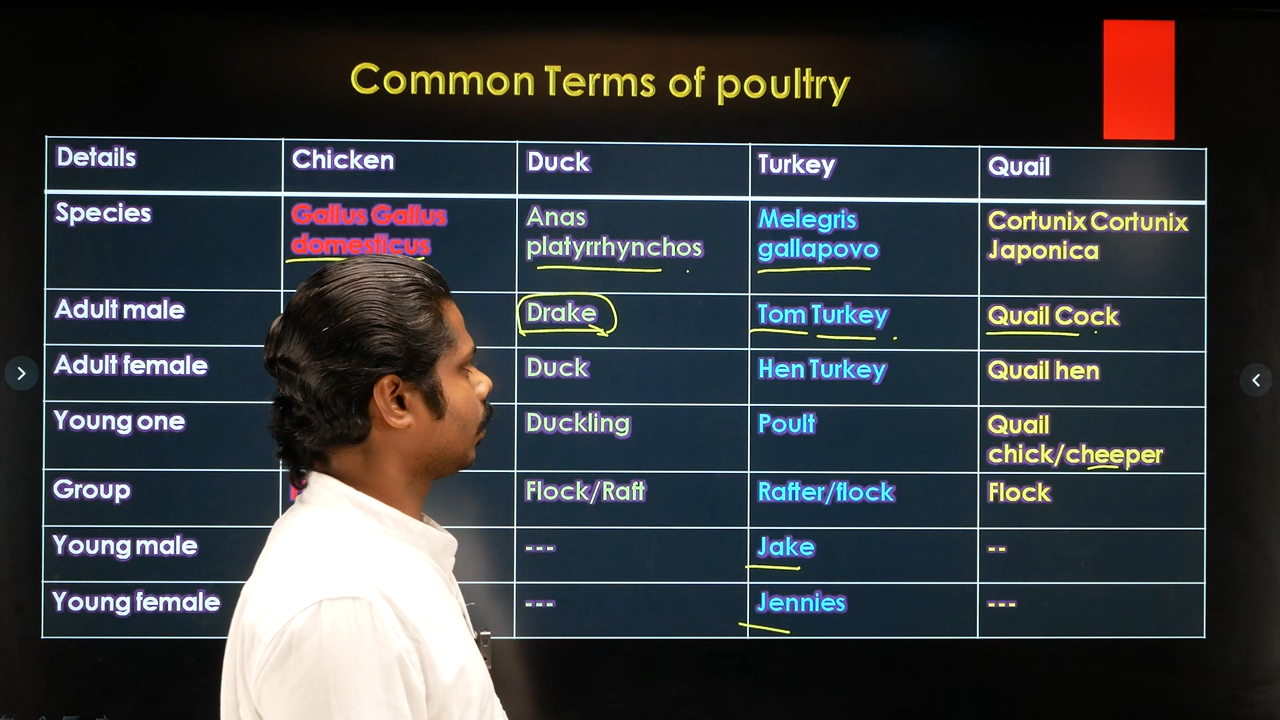 Common Terms of poultry
Details Chicken Duck Turkey Quail
Species Gallus Gallus domesticus Anas platyrrhynchos Melegris gallapovo Cortunix Cortunix Japonica
Adult male Drake Tom Turkey Quail Cock
Adult female Duck Hen Turkey Quail hen
Young one Duckling Poult Quail chick/cheeper
Group Flock/Raft Rafter/flock Flock
Young male --- Jake --
Young female --- Jennies ---